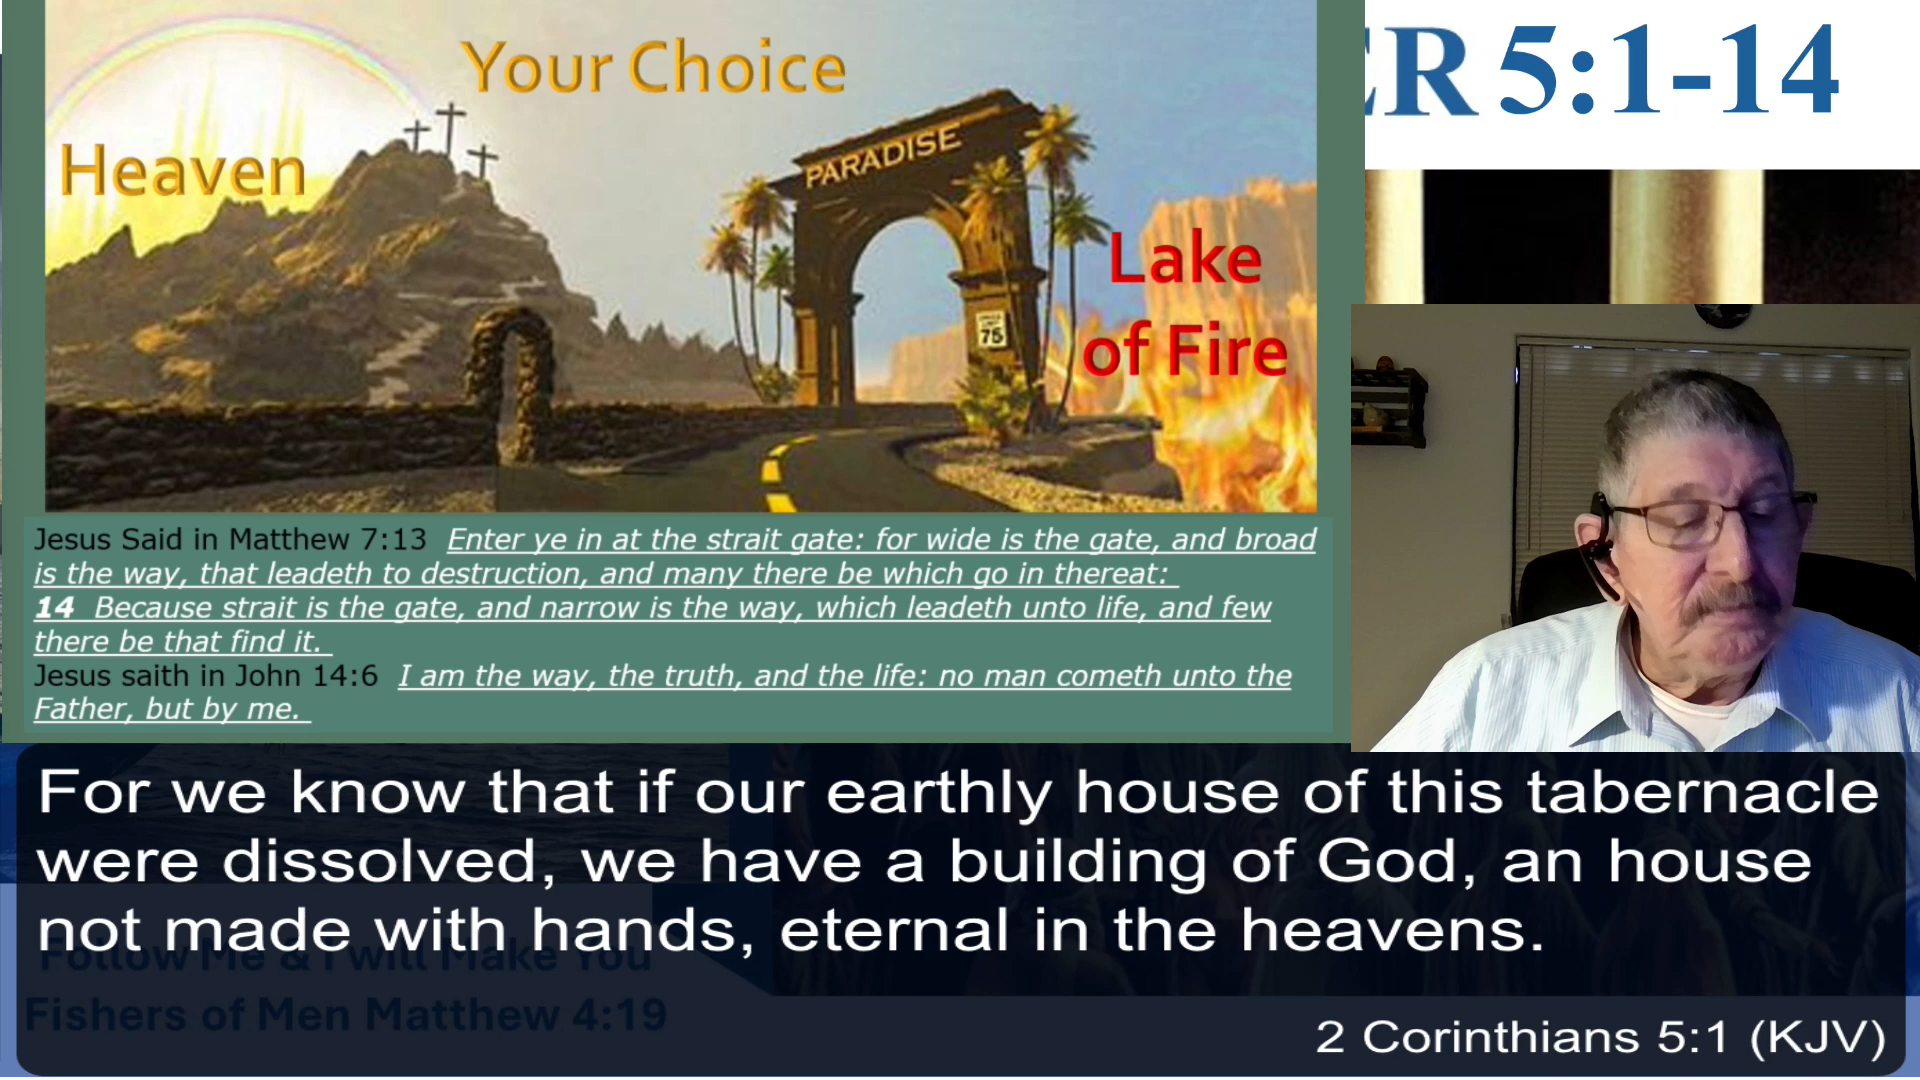 Your Choice
Heaven
PARADISE
75
Lake
of Fire
ER 5:1-14
Jesus Said in Matthew 7:13 Enter ye in at the strait gate: for wide is the gate, and broad
is the way, that leadeth to destruction, and many there be which go in thereat:
14 Because strait is the gate, and narrow is the way, which leadeth unto life, and few
there be that find it.
Jesus saith in John 14:6 I am the way, the truth, and the life: no man cometh unto the
Father, but by me.
For we know that if our earthly house of this tabernacle
were dissolved, we have a building of God, an house
not made with hands, eternal in the heavens.
Follow Me & I will Make You
Fishers of Men Matthew 4:19
2 Corinthians 5:1 (KJV)